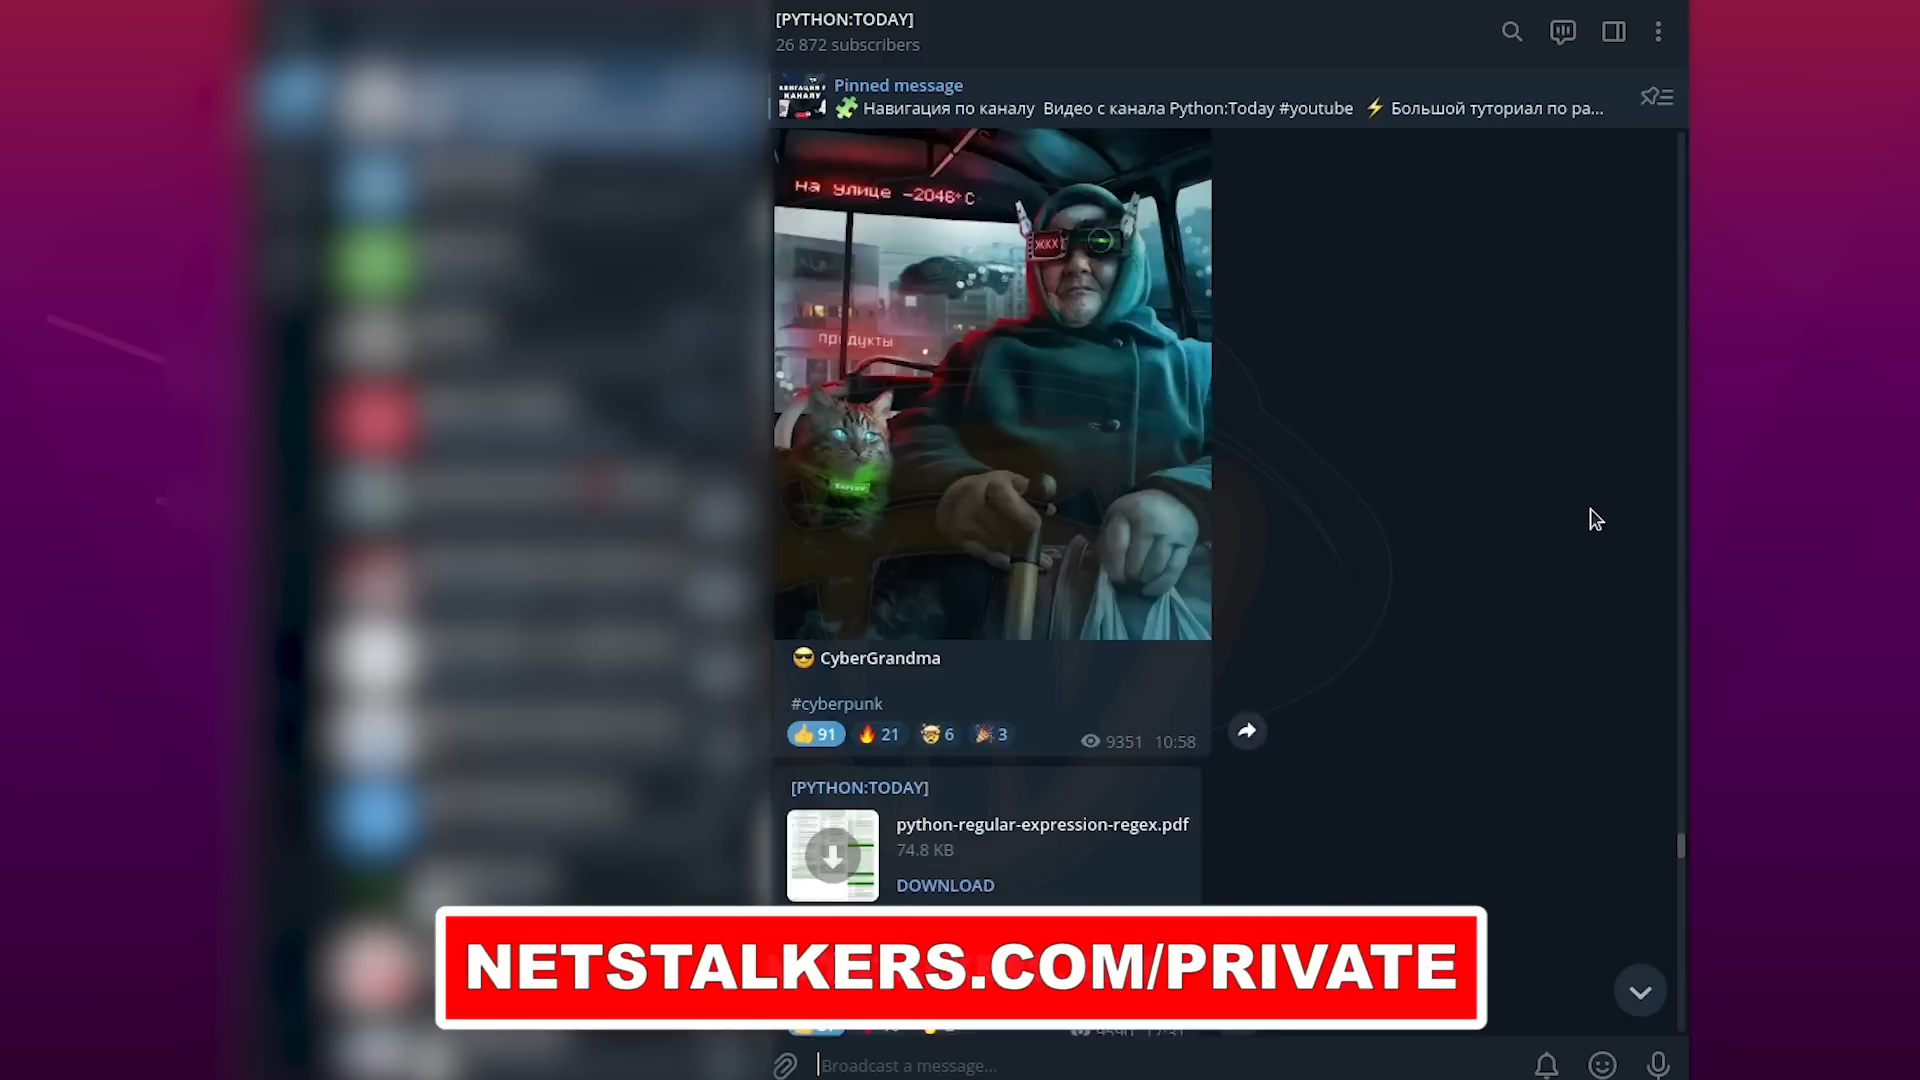 [PYTHON:TODAY]
26 872 subscribers
Pinned message
Навигация по каналу Видео с канала Python:Today #youtube ⚡ Большой туториал по ра...
На улице -2046°C
ЖКХ
продукты
😎 CyberGrandma
#cyberpunk
👍 91 🔥 21 🤯 6 🎉 3
9351 10:58
[PYTHON:TODAY]
python-regular-expression-regex.pdf
74.8 KB
DOWNLOAD
NETSTALKERS.COM/PRIVATE
Broadcast a message...